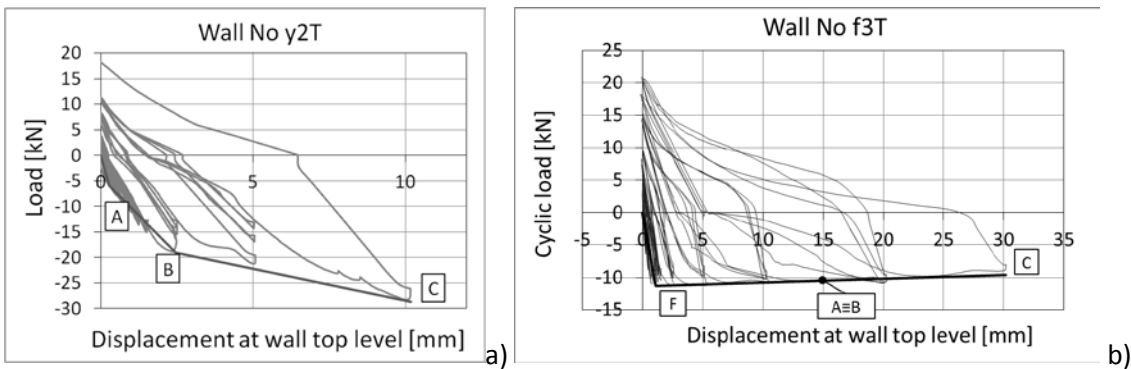 Wall No y2T
20
15
10
5
0
-5
-10
-15
-20
-25
-30
0
5
10
A
B
C
Load [kN]
Displacement at wall top level [mm]
a)
Wall No f3T
25
20
15
10
5
0
-5
-10
-15
-5
0
5
10
15
20
25
30
35
F
A≡B
C
Cyclic load [kN]
Displacement at wall top level [mm]
b)